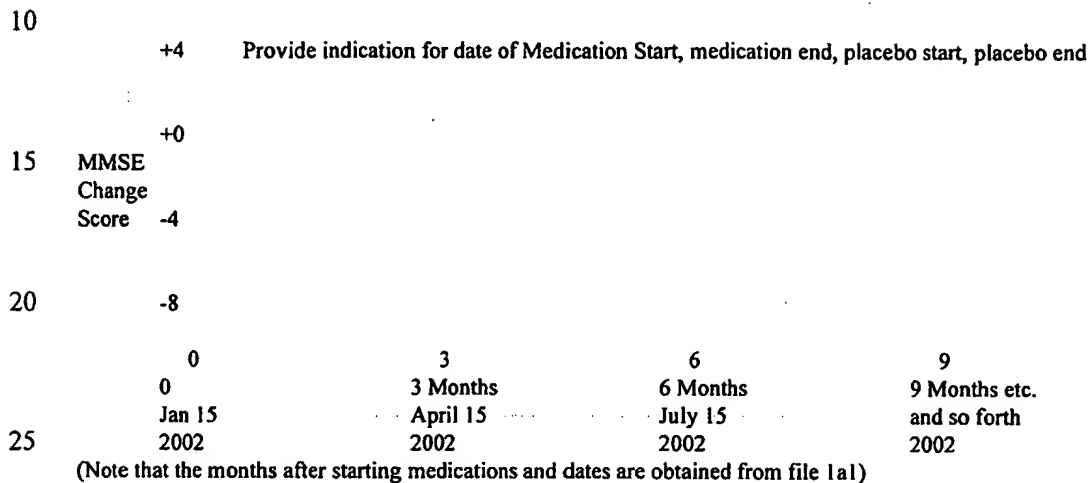 10
+4 Provide indication for date of Medication Start, medication end, placebo start, placebo end
+0
15 MMSE
Change
Score -4
20 -8
0 3 6 9
0 3 Months 6 Months 9 Months etc.
Jan 15 April 15 July 15 and so forth
25 2002 2002 2002 2002
(Note that the months after starting medications and dates are obtained from file 1a1)